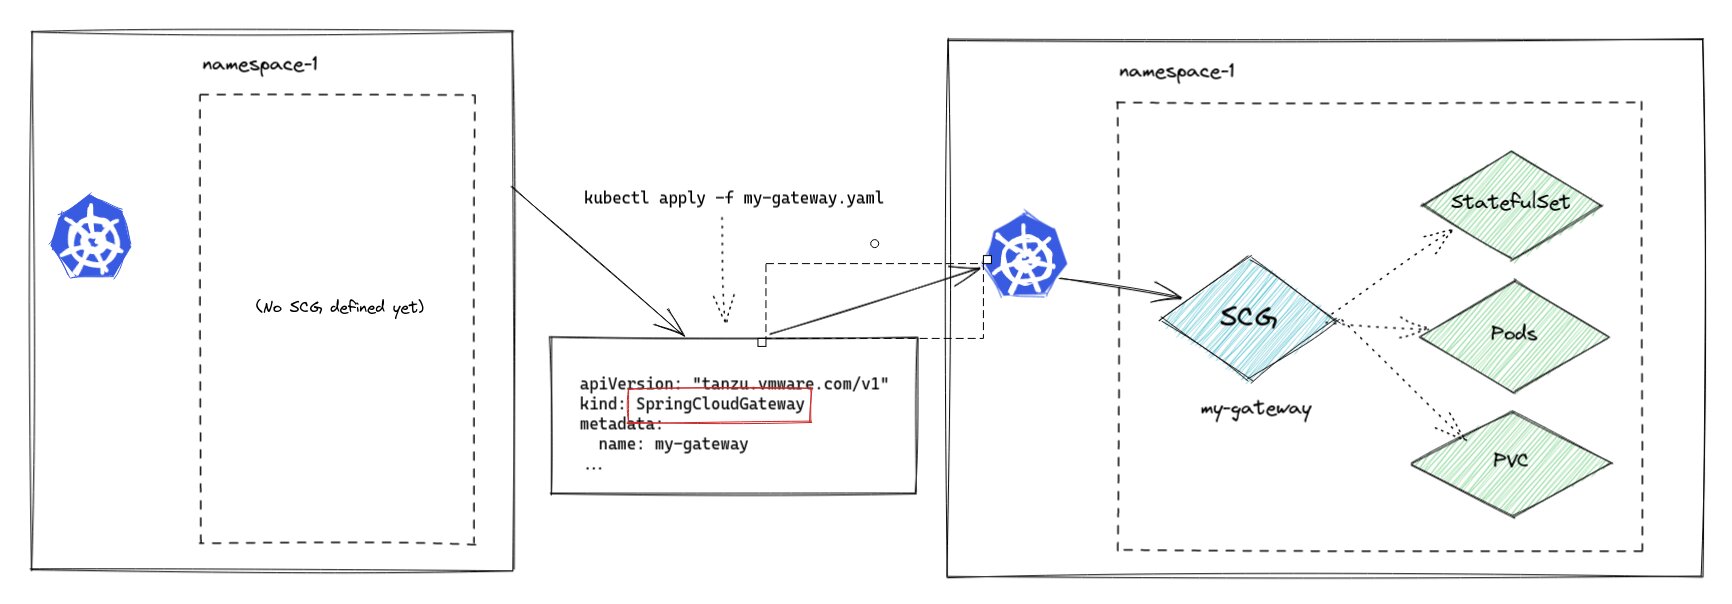 namespace-1
(No SCG defined yet)
kubectl apply -f my-gateway.yaml
apiVersion: "tanzu.vmware.com/v1"
kind: SpringCloudGateway
metadata:
name: my-gateway
...
namespace-1
SCG
my-gateway
StatefulSet
Pods
PVC